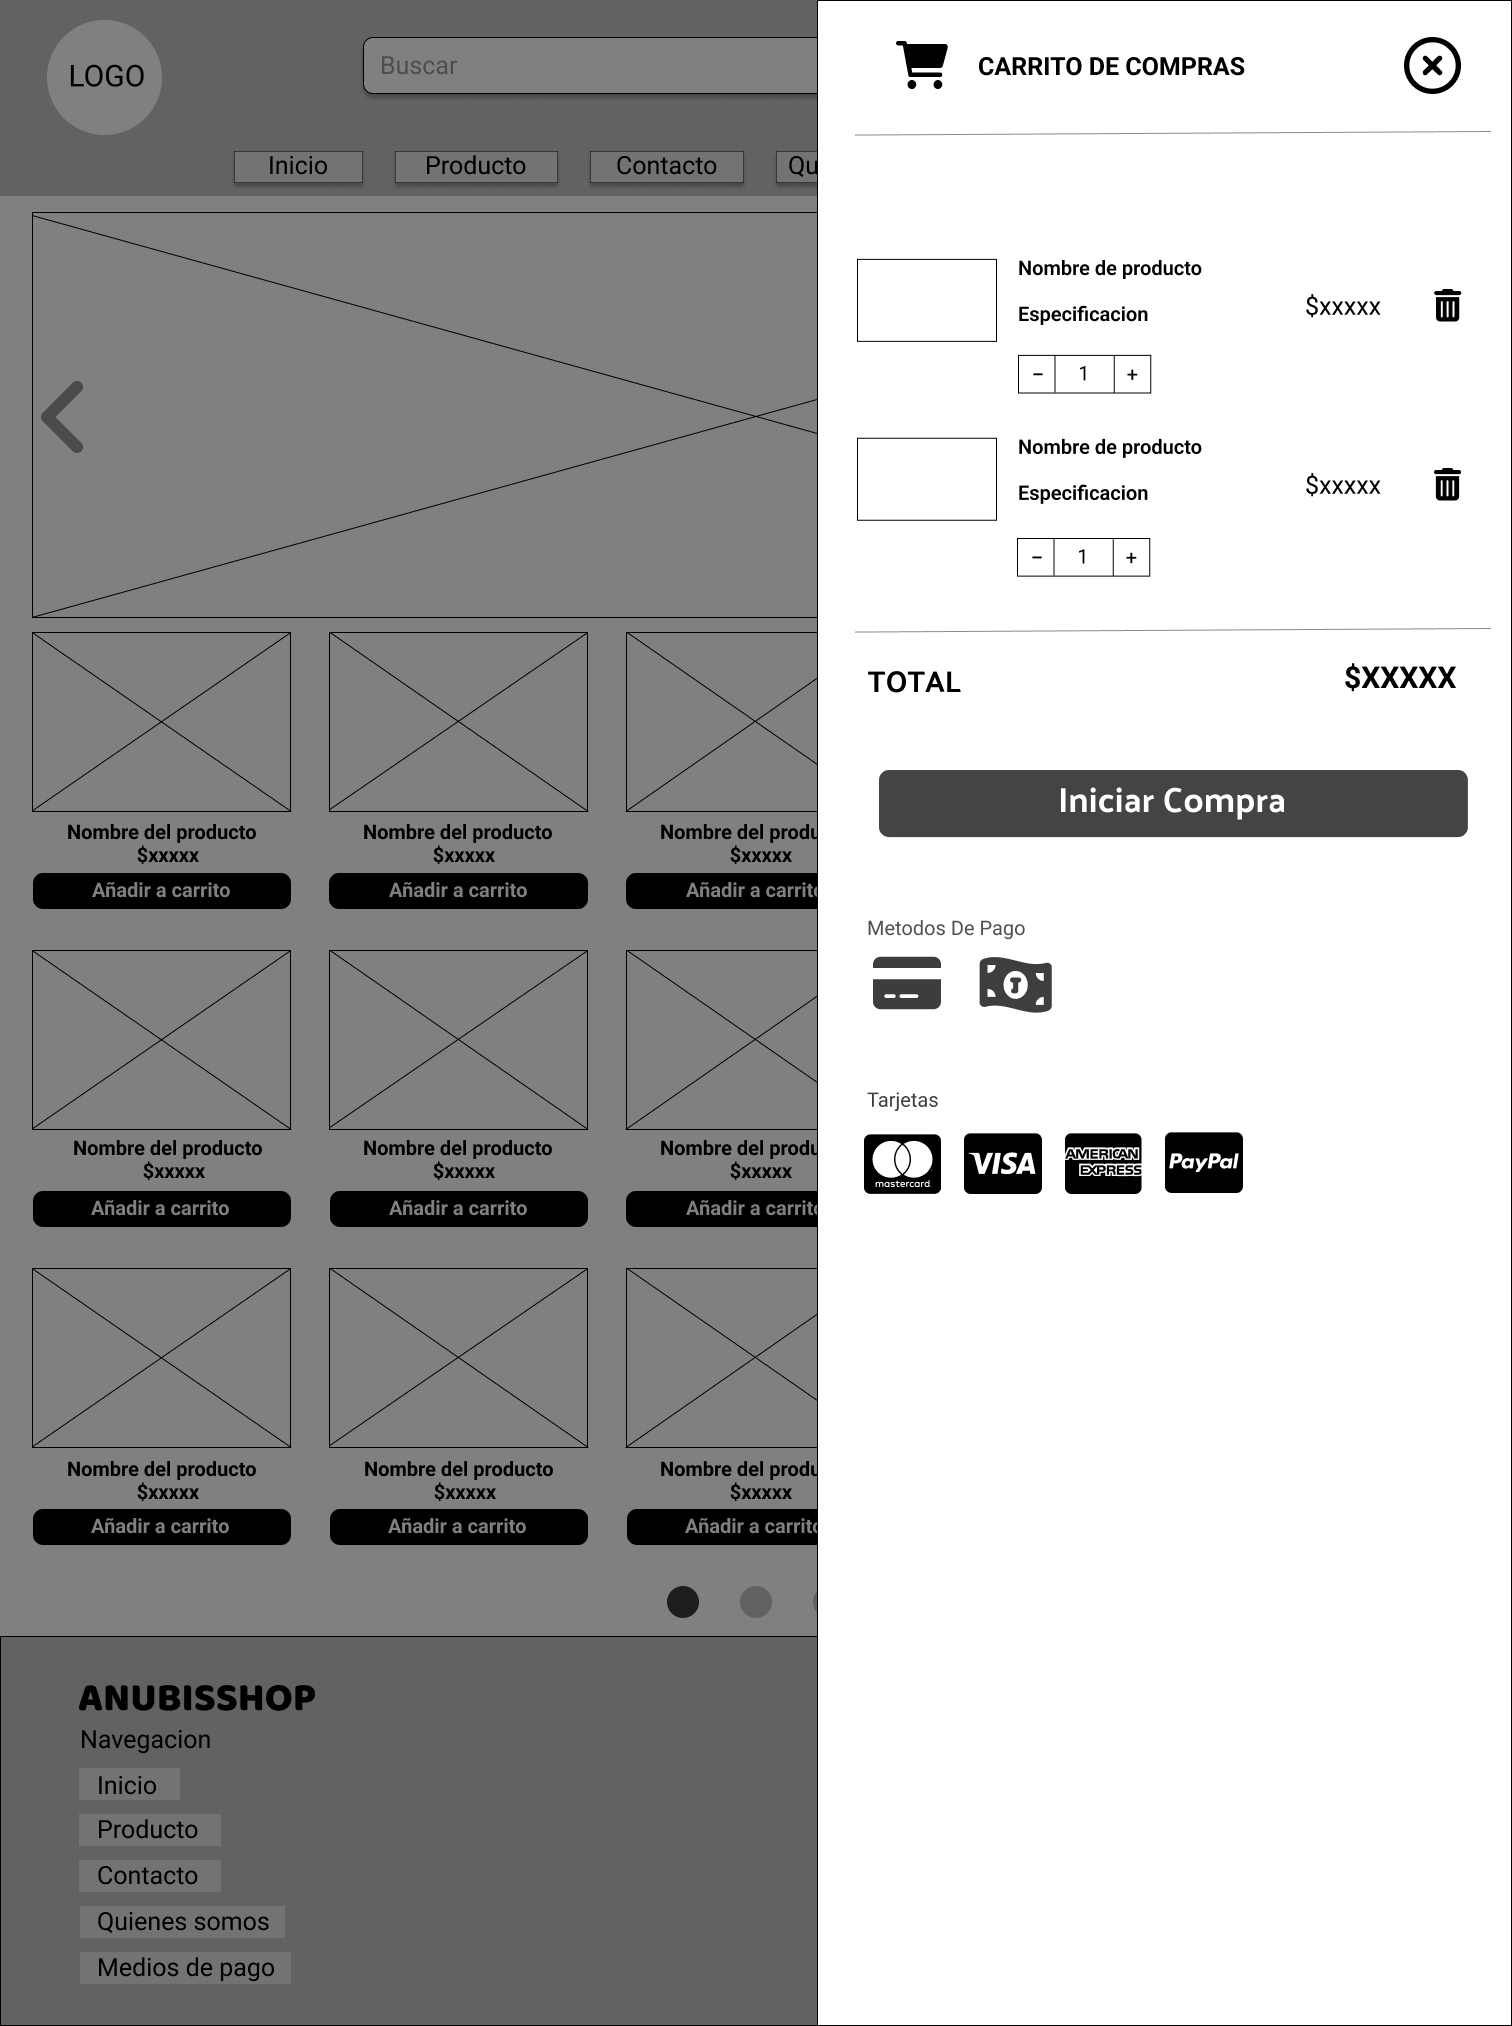 LOGO
Buscar
Inicio
Producto
Contacto
Qu
Nombre del producto
$xxxxx
Añadir a carrito
Nombre del producto
$xxxxx
Añadir a carrito
Nombre del produ
$xxxxx
Añadir a carrito
Nombre del producto
$xxxxx
Añadir a carrito
Nombre del producto
$xxxxx
Añadir a carrito
Nombre del produ
$xxxxx
Añadir a carrito
Nombre del producto
$xxxxx
Añadir a carrito
Nombre del producto
$xxxxx
Añadir a carrito
Nombre del produ
$xxxxx
Añadir a carrito
ANUBISSHOP
Navegacion
Inicio
Producto
Contacto
Quienes somos
Medios de pago
CARRITO DE COMPRAS
Nombre de producto
Especificacion
$xxxxx
− 1 +
Nombre de producto
Especificacion
$xxxxx
− 1 +
TOTAL
$XXXXX
Iniciar Compra
Metodos De Pago
Tarjetas
mastercard
VISA
AMERICAN
EXPRESS
PayPal